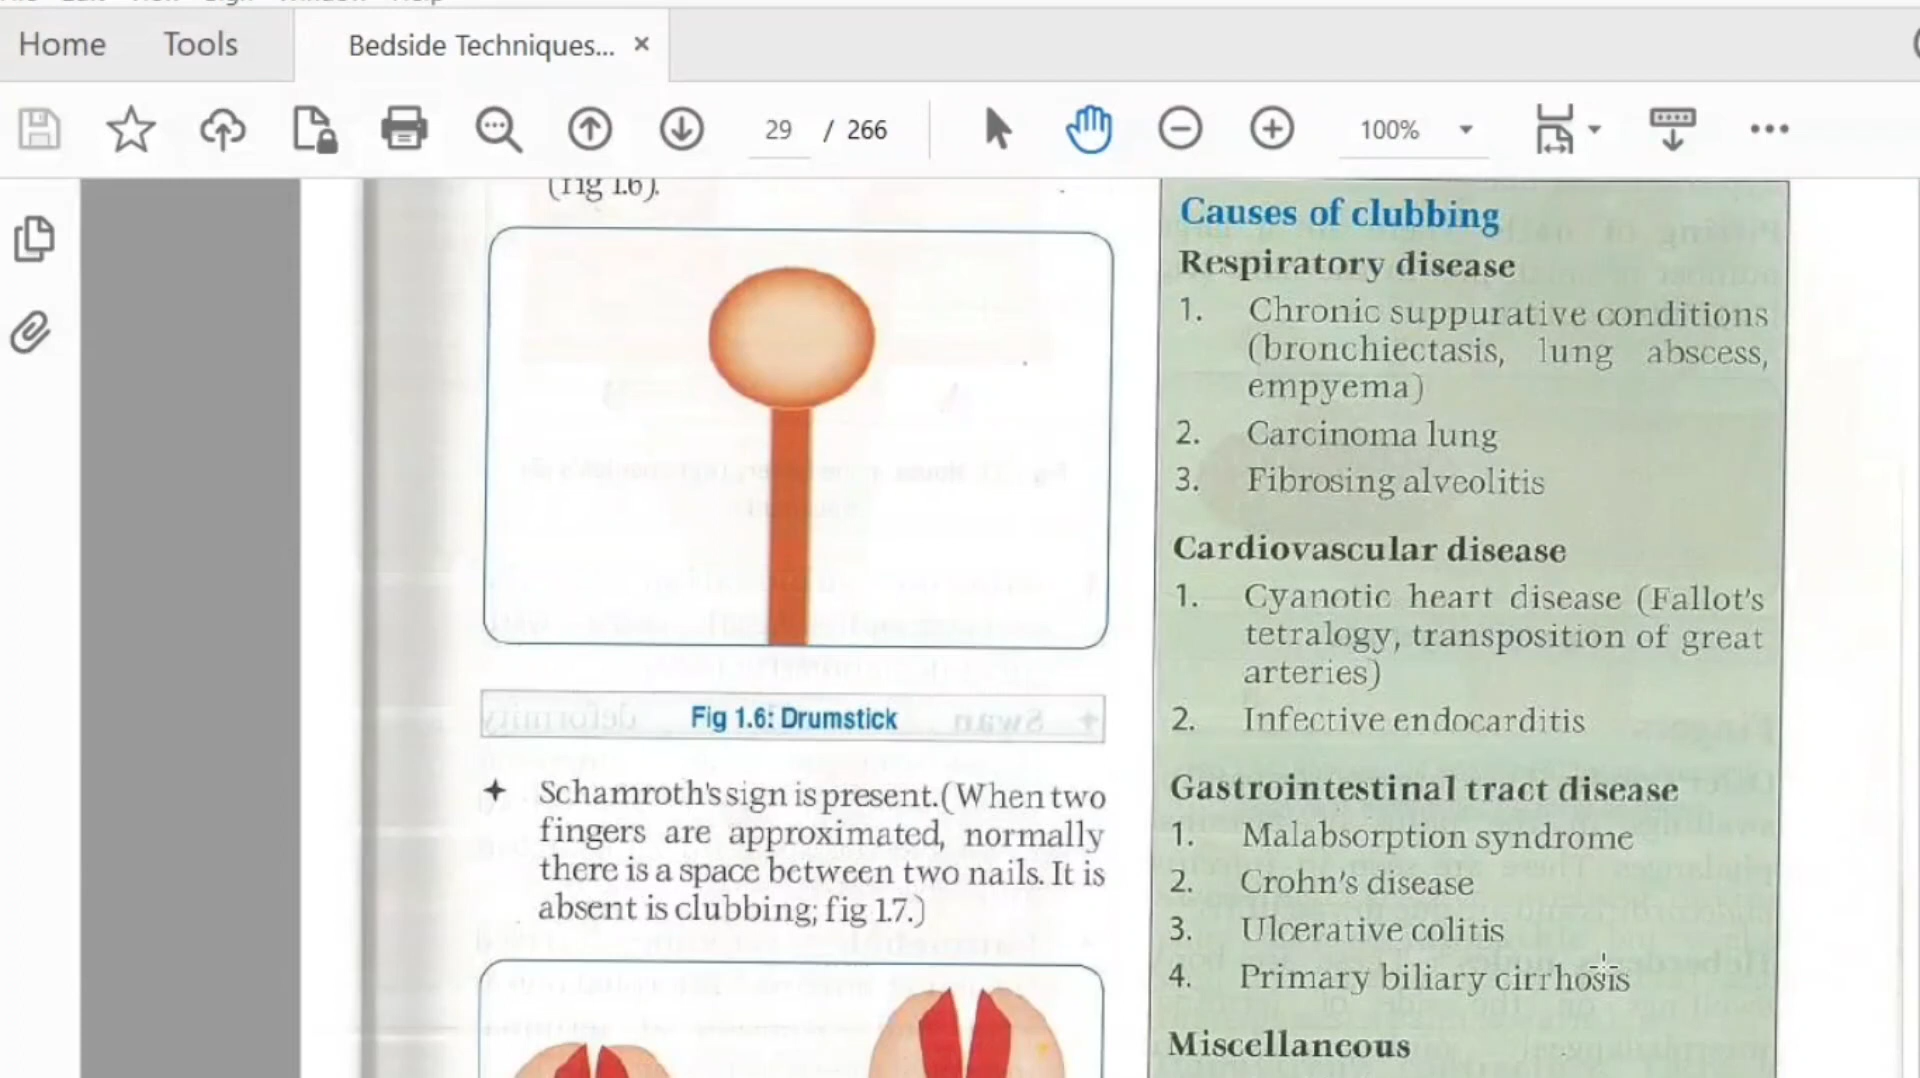 Home Tools Bedside Techniques... ×
29 / 266 100%
(fig 1.6).
Fig 1.6: Drumstick
Schamroth's sign is present.(When two
fingers are approximated, normally
there is a space between two nails. It is
absent is clubbing; fig 1.7.)
Causes of clubbing
Respiratory disease
1. Chronic suppurative conditions
(bronchiectasis, lung abscess,
empyema)
2. Carcinoma lung
3. Fibrosing alveolitis
Cardiovascular disease
1. Cyanotic heart disease (Fallot's
tetralogy, transposition of great
arteries)
2. Infective endocarditis
Gastrointestinal tract disease
1. Malabsorption syndrome
2. Crohn's disease
3. Ulcerative colitis
4. Primary biliary cirrhosis
Miscellaneous